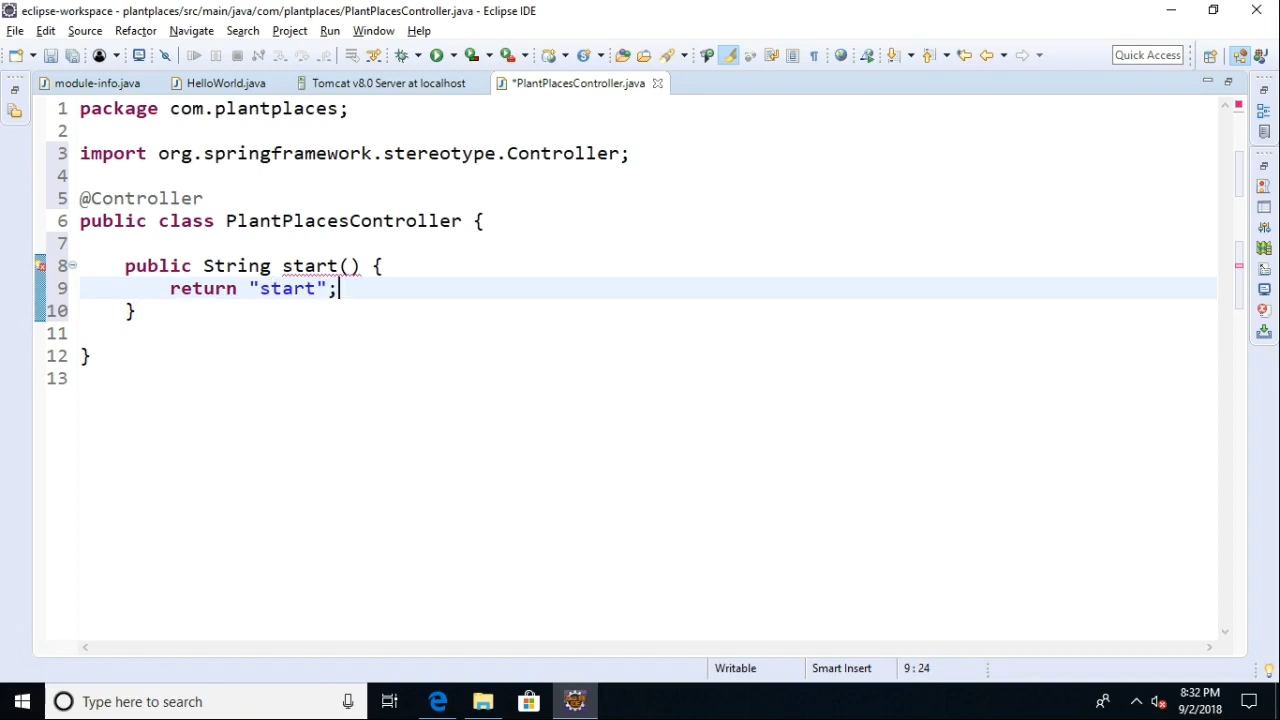 eclipse-workspace - plantplaces/src/main/java/com/plantplaces/PlantPlacesController.java - Eclipse IDE
File Edit Source Refactor Navigate Search Project Run Window Help
Quick Access
module-info.java HelloWorld.java Tomcat v8.0 Server at localhost *PlantPlacesController.java
1 package com.plantplaces;
2
3 import org.springframework.stereotype.Controller;
4
5 @Controller
6 public class PlantPlacesController {
7
8 public String start() {
9 return "start";
10 }
11
12 }
13
Writable Smart Insert 9 : 24
Type here to search
8:32 PM
9/2/2018